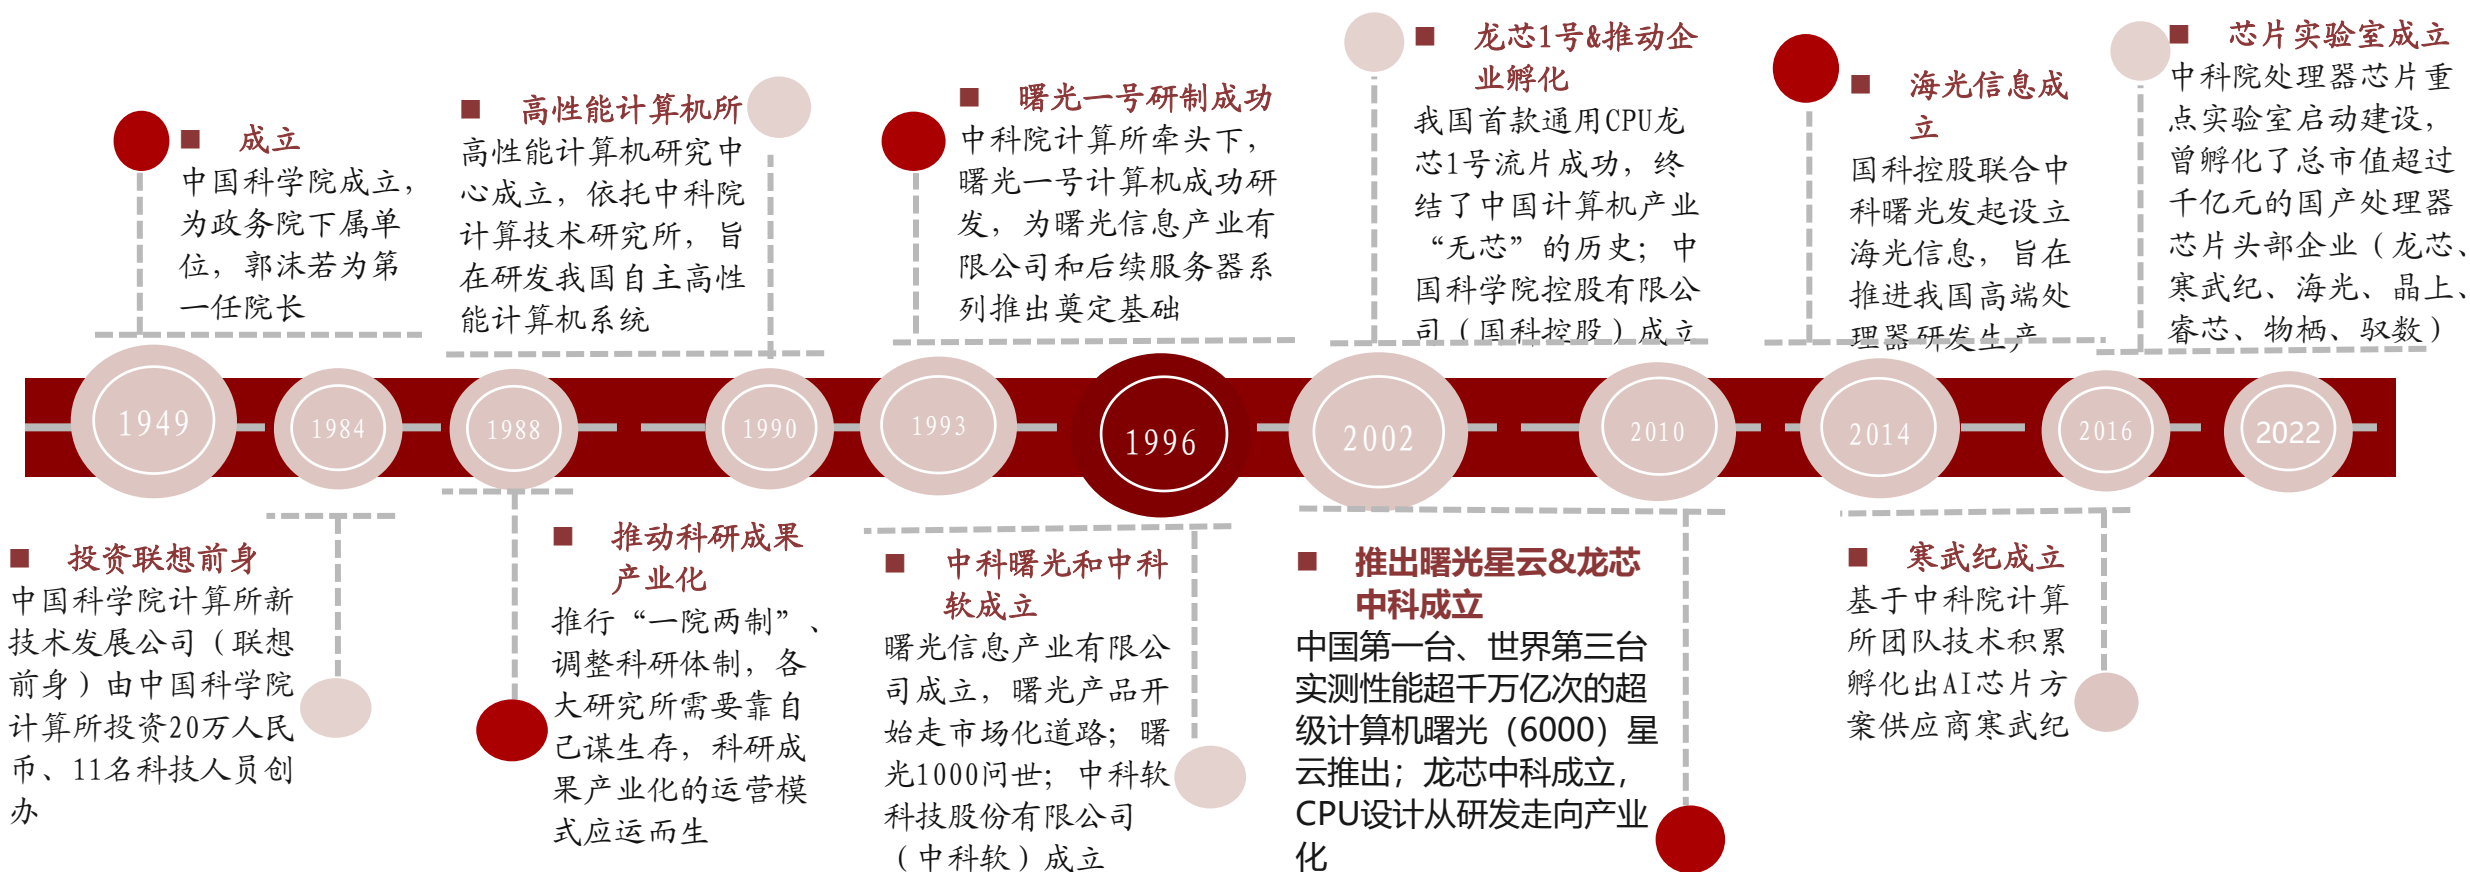 ■ 成立
中国科学院成立，
为政务院下属单
位，郭沫若为第
一任院长
■ 高性能计算机所
高性能计算机研究中
心成立，依托中科院
计算技术研究所，旨
在研发我国自主高性
能计算机系统
■ 曙光一号研制成功
中科院计算所牵头下，
曙光一号计算机成功研
发，为曙光信息产业有
限公司和后续服务器系
列推出奠定基础
■ 龙芯1号&推动企
业孵化
我国首款通用CPU龙
芯1号流片成功，终
结了中国计算机产业
“无芯”的历史；中
国科学院控股有限公
司（国科控股）成立
■ 海光信息成
立
国科控股联合中
科曙光发起设立
海光信息，旨在
推进我国高端处
理器研发生产
■ 芯片实验室成立
中科院处理器芯片重
点实验室启动建设，
曾孵化了总市值超过
千亿元的国产处理器
芯片头部企业（龙芯、
寒武纪、海光、晶上、
睿芯、物栖、驭数）
1949
1984
1988
1990
1993
1996
2002
2010
2014
2016
2022
■ 投资联想前身
中国科学院计算所新
技术发展公司（联想
前身）由中国科学院
计算所投资20万人民
币、11名科技人员创
办
■ 推动科研成果
产业化
推行“一院两制”、
调整科研体制，各
大研究所需要靠自
己谋生存，科研成
果产业化的运营模
式应运而生
■ 中科曙光和中科
软成立
曙光信息产业有限公
司成立，曙光产品开
始走市场化道路；曙
光1000问世；中科软
科技股份有限公司
（中科软）成立
■ 推出曙光星云&龙芯
中科成立
中国第一台、世界第三台
实测性能超千万亿次的超
级计算机曙光（6000）星
云推出；龙芯中科成立，
CPU设计从研发走向产业
化
■ 寒武纪成立
基于中科院计算
所团队技术积累
孵化出AI芯片方
案供应商寒武纪